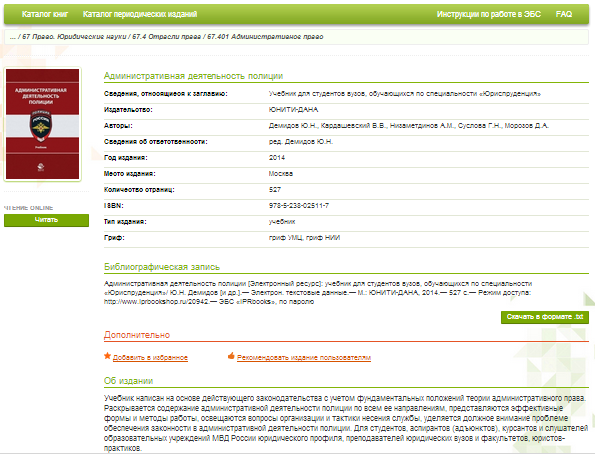 Каталог книг Каталог периодических изданий Инструкции по работе в ЭБС FAQ
... / 67 Право. Юридические науки / 67.4 Отрасли права / 67.401 Административное право
АДМИНИСТРАТИВНАЯ
ДЕЯТЕЛЬНОСТЬ
ПОЛИЦИИ
ПОЛИЦИЯ
РОССИЯ
ЧТЕНИЕ ONLINE
Читать
Административная деятельность полиции
Сведения, относящиеся к заглавию: Учебник для студентов вузов, обучающихся по специальности «Юриспруденция»
Издательство: ЮНИТИ-ДАНА
Авторы: Демидов Ю.Н., Кардашевский В.В., Низаметдинов А.М., Суслова Г.Н., Морозов Д.А.
Сведения об ответственности: ред. Демидов Ю.Н.
Год издания: 2014
Место издания: Москва
Количество страниц: 527
ISBN: 978-5-238-02511-7
Тип издания: учебник
Гриф: гриф УМЦ, гриф НИИ
Библиографическая запись
Административная деятельность полиции [Электронный ресурс]: учебник для студентов вузов, обучающихся по специальности
«Юриспруденция»/ Ю.Н. Демидов [и др.].— Электрон. текстовые данные.— М.: ЮНИТИ-ДАНА, 2014.— 527 c.— Режим доступа:
http://www.iprbookshop.ru/20942.— ЭБС «IPRbooks», по паролю
Скачать в формате .txt
Дополнительно
Добавить в избранное Рекомендовать издание пользователям
Об издании
Учебник написан на основе действующего законодательства с учетом фундаментальных положений теории административного права.
Раскрывается содержание административной деятельности полиции по всем ее направлениям, представляются эффективные
формы и методы работы, освещаются вопросы организации и тактики несения службы, уделяется должное внимание проблеме
обеспечения законности в административной деятельности полиции. Для студентов, аспирантов (адъюнктов), курсантов и слушателей
образовательных учреждений МВД России юридического профиля, преподавателей юридических вузов и факультетов, юристов-
практиков.